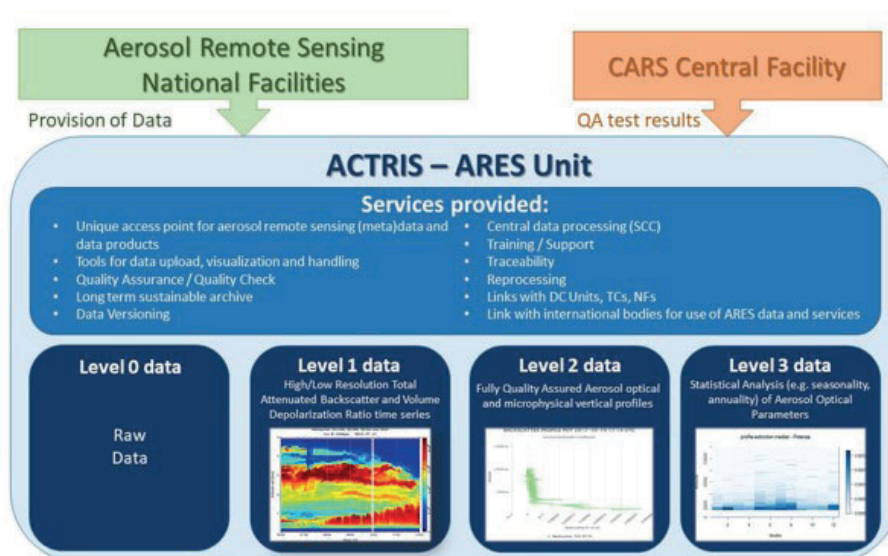 Aerosol Remote Sensing
National Facilities
CARS Central Facility
Provision of Data
QA test results
ACTRIS – ARES Unit
Services provided:
• Unique access point for aerosol remote sensing (meta)data and
data products
• Tools for data upload, visualization and handling
• Quality Assurance / Quality Check
• Long term sustainable archive
• Data Versioning
• Central data processing (SCC)
• Training / Support
• Traceability
• Reprocessing
• Links with DC Units, TCs, NFs
• Link with international bodies for use of ARES data and services
Level 0 data
Raw
Data
Level 1 data
High/Low Resolution Total
Attenuated Backscatter and Volume
Depolarization Ratio time series
Level 2 data
Fully Quality Assured Aerosol optical
and microphysical vertical profiles
Level 3 data
Statistical Analysis (e.g. seasonality,
annuality) of Aerosol Optical
Parameters